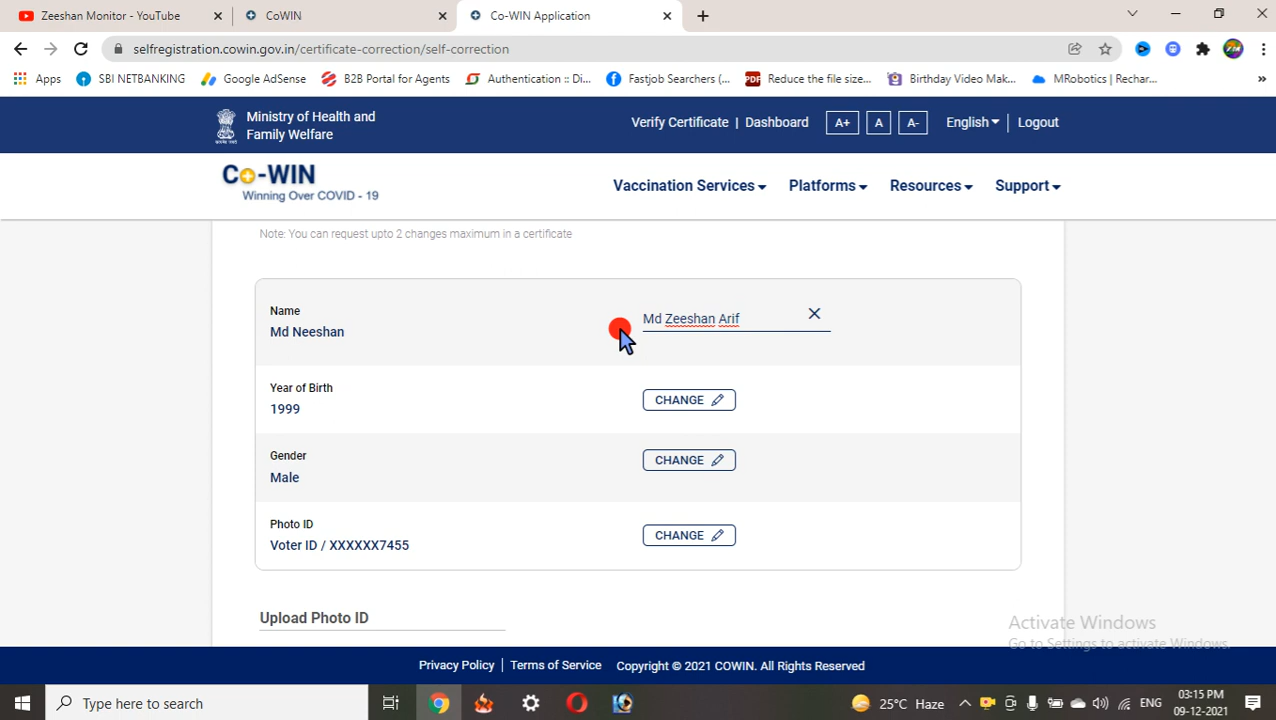 Zeeshan Monitor - YouTube
CoWIN
Co-WIN Application
selfregistration.cowin.gov.in/certificate-correction/self-correction
Apps
SBI NETBANKING
Google AdSense
B2B Portal for Agents
Authentication :: Di...
Fastjob Searchers (...
PDF
Reduce the file size...
Birthday Video Mak...
MRobotics | Rechar...
»
Ministry of Health and
Family Welfare
Verify Certificate | Dashboard
A+
A
A-
English
Logout
Co-WIN
Winning Over COVID - 19
Vaccination Services
Platforms
Resources
Support
Note: You can request upto 2 changes maximum in a certificate
Name
Md Neeshan
Md Zeeshan Arif
Year of Birth
1999
CHANGE
Gender
Male
CHANGE
Photo ID
Voter ID / XXXXXX7455
CHANGE
Upload Photo ID
Activate Windows
Go to Settings to activate Windows.
Privacy Policy | Terms of Service
Copyright © 2021 COWIN. All Rights Reserved
Type here to search
25°C Haze
ENG
03:15 PM
09-12-2021